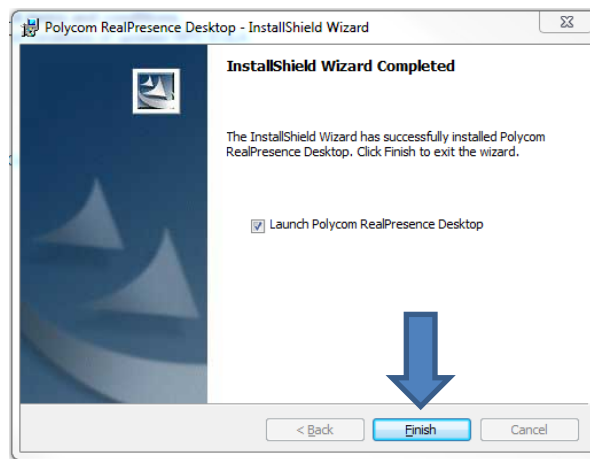 Polycom RealPresence Desktop - InstallShield Wizard
InstallShield Wizard Completed
The InstallShield Wizard has successfully installed Polycom
RealPresence Desktop. Click Finish to exit the wizard.
Launch Polycom RealPresence Desktop
< Back
Finish
Cancel